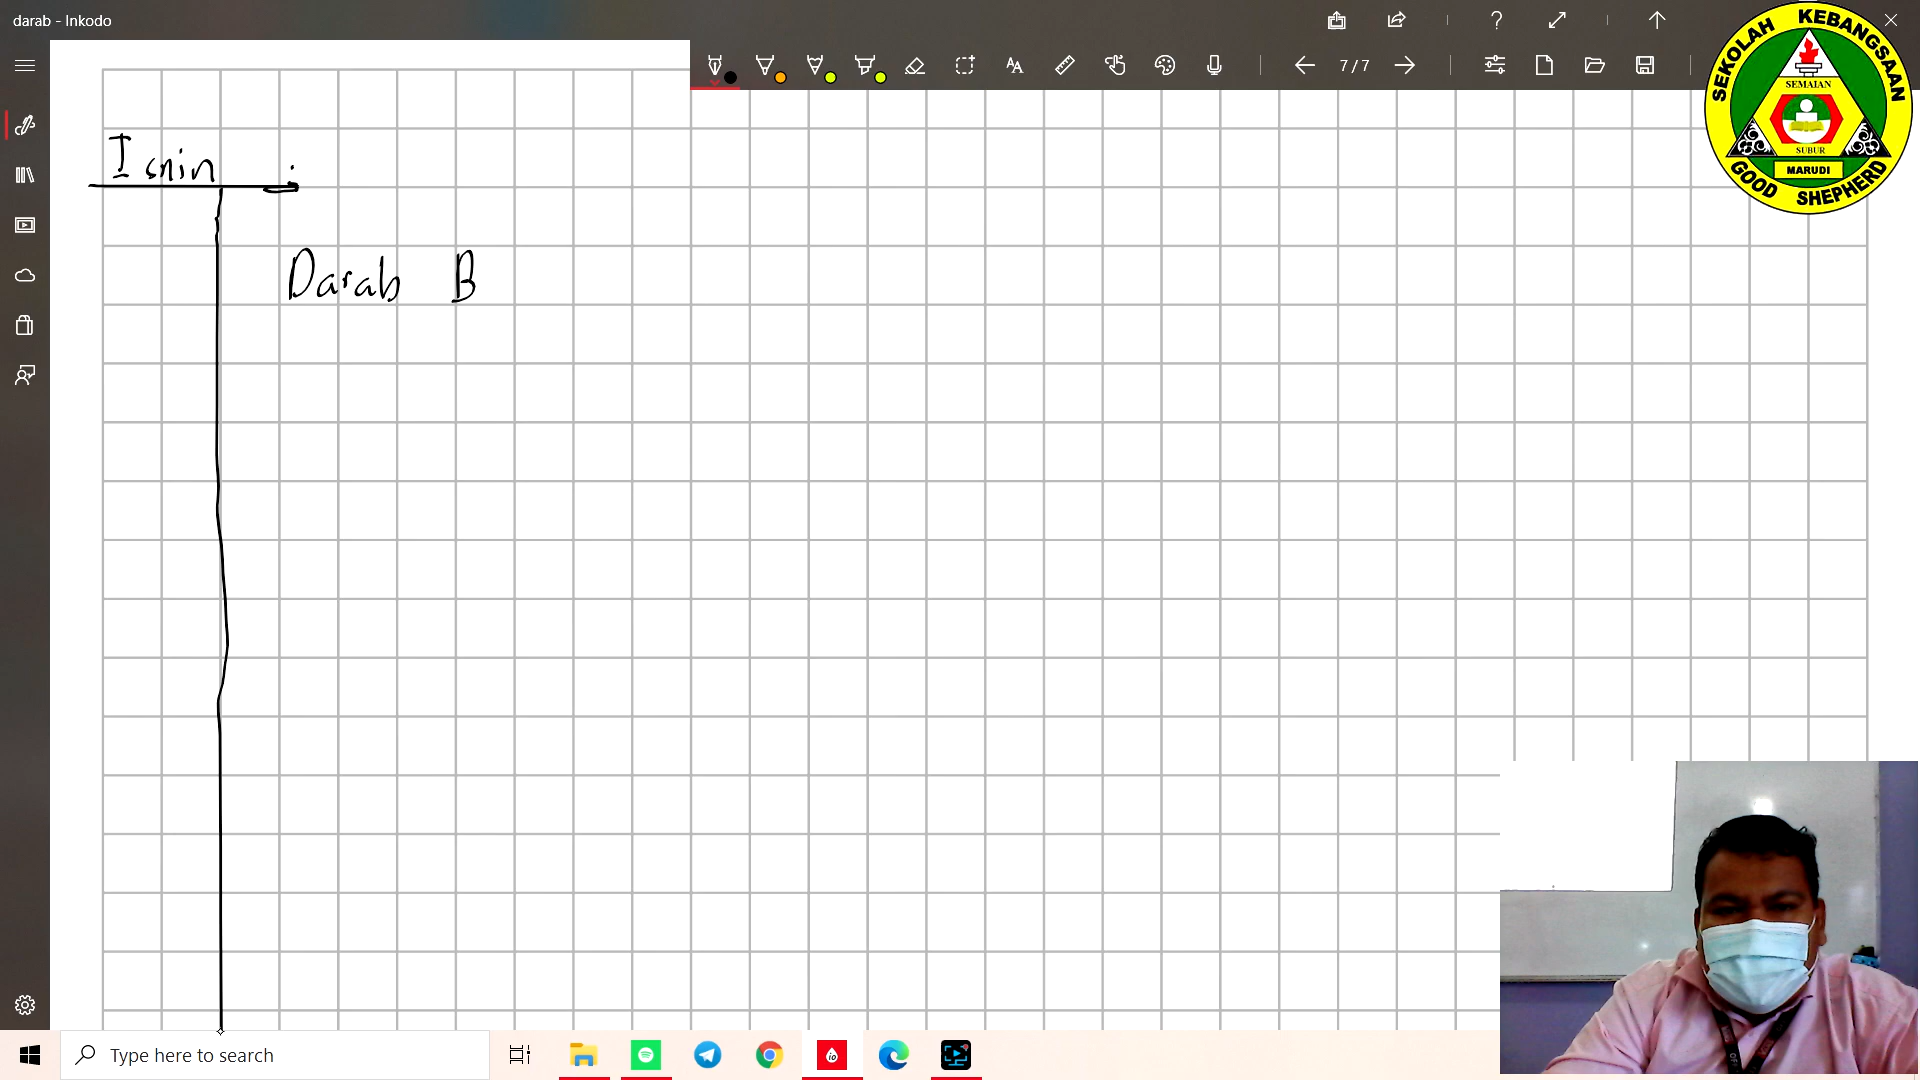 darab - Inkodo
7 / 7
Isnin
Darab B
SEKOLAH KEBANGSAAN
SEMAIAN
SUBUR
MARUDI
GOOD SHEPHERD
Type here to search